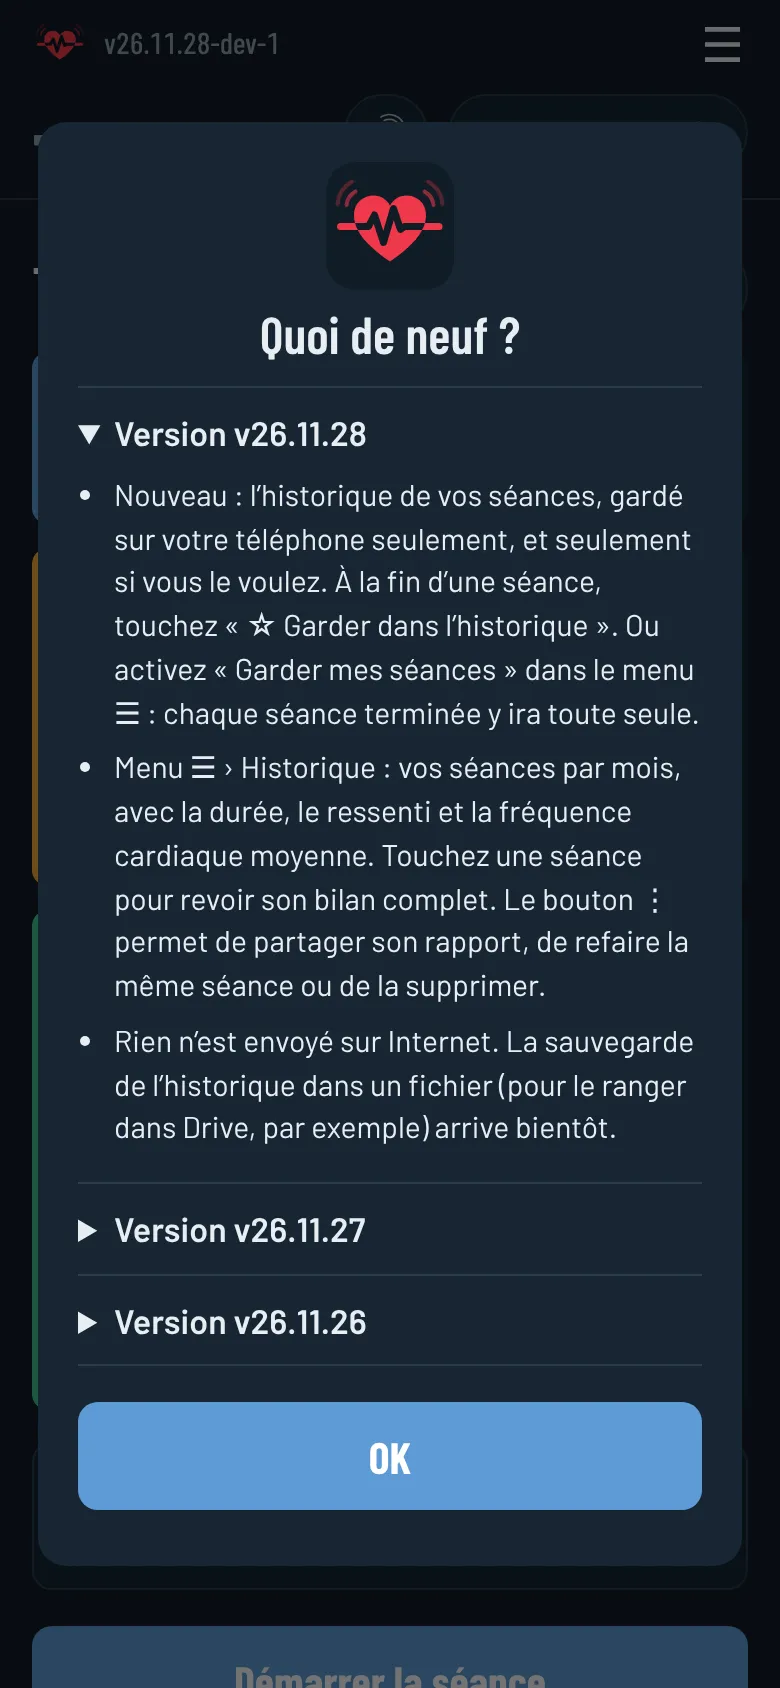 v26.11.28-dev-1
☰
Quoi de neuf ?
▼ Version v26.11.28
• Nouveau : l’historique de vos séances, gardé
sur votre téléphone seulement, et seulement
si vous le voulez. À la fin d’une séance,
touchez « ☆ Garder dans l’historique ». Ou
activez « Garder mes séances » dans le menu
☰ : chaque séance terminée y ira toute seule.
• Menu ☰ › Historique : vos séances par mois,
avec la durée, le ressenti et la fréquence
cardiaque moyenne. Touchez une séance
pour revoir son bilan complet. Le bouton ⋮
permet de partager son rapport, de refaire la
même séance ou de la supprimer.
• Rien n’est envoyé sur Internet. La sauvegarde
de l’historique dans un fichier (pour le ranger
dans Drive, par exemple) arrive bientôt.
▶ Version v26.11.27
▶ Version v26.11.26
OK
Démarrer la séance